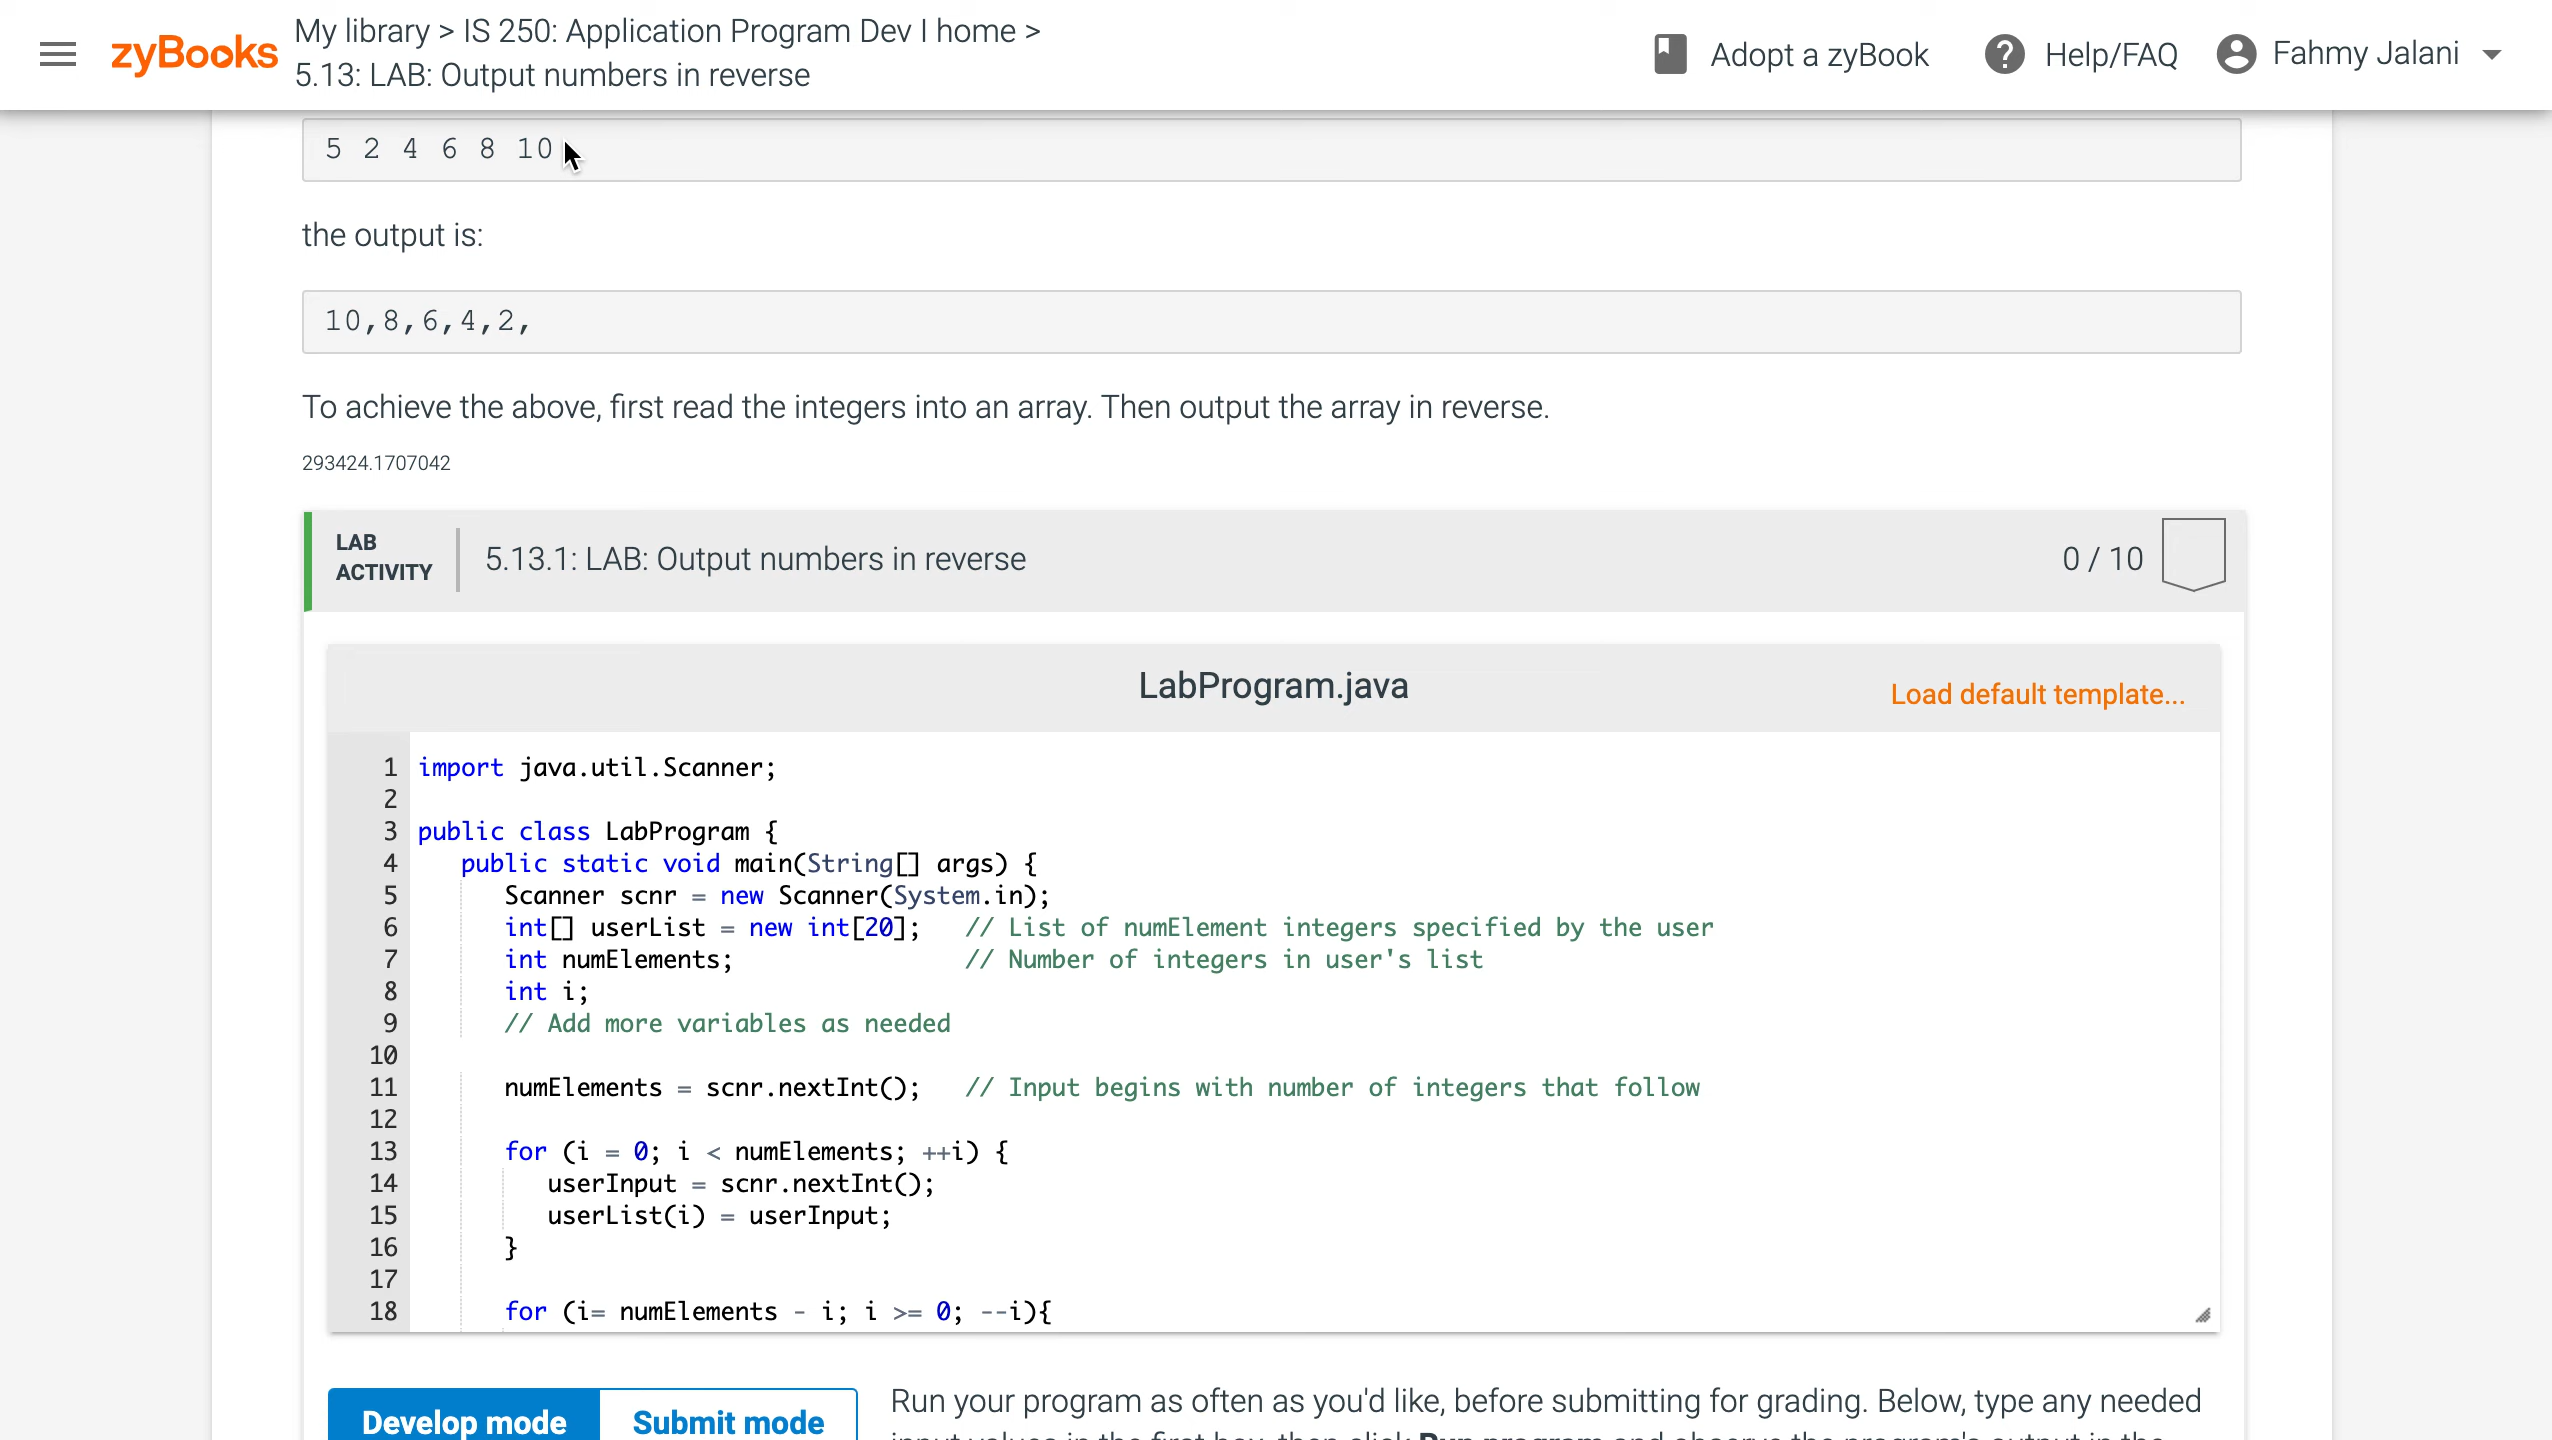 zyBooks
My library > IS 250: Application Program Dev I home >
5.13: LAB: Output numbers in reverse
Adopt a zyBook
Help/FAQ
Fahmy Jalani
5 2 4 6 8 10
the output is:
10,8,6,4,2,
To achieve the above, first read the integers into an array. Then output the array in reverse.
293424.1707042
LAB
ACTIVITY
5.13.1: LAB: Output numbers in reverse
0 / 10
LabProgram.java
Load default template...
1 import java.util.Scanner;
2
3 public class LabProgram {
4 public static void main(String[] args) {
5 Scanner scnr = new Scanner(System.in);
6 int[] userList = new int[20]; // List of numElement integers specified by the user
7 int numElements; // Number of integers in user's list
8 int i;
9 // Add more variables as needed
10
11 numElements = scnr.nextInt(); // Input begins with number of integers that follow
12
13 for (i = 0; i < numElements; ++i) {
14 userInput = scnr.nextInt();
15 userList(i) = userInput;
16 }
17
18 for (i= numElements - i; i >= 0; --i){
Develop mode
Submit mode
Run your program as often as you'd like, before submitting for grading. Below, type any needed